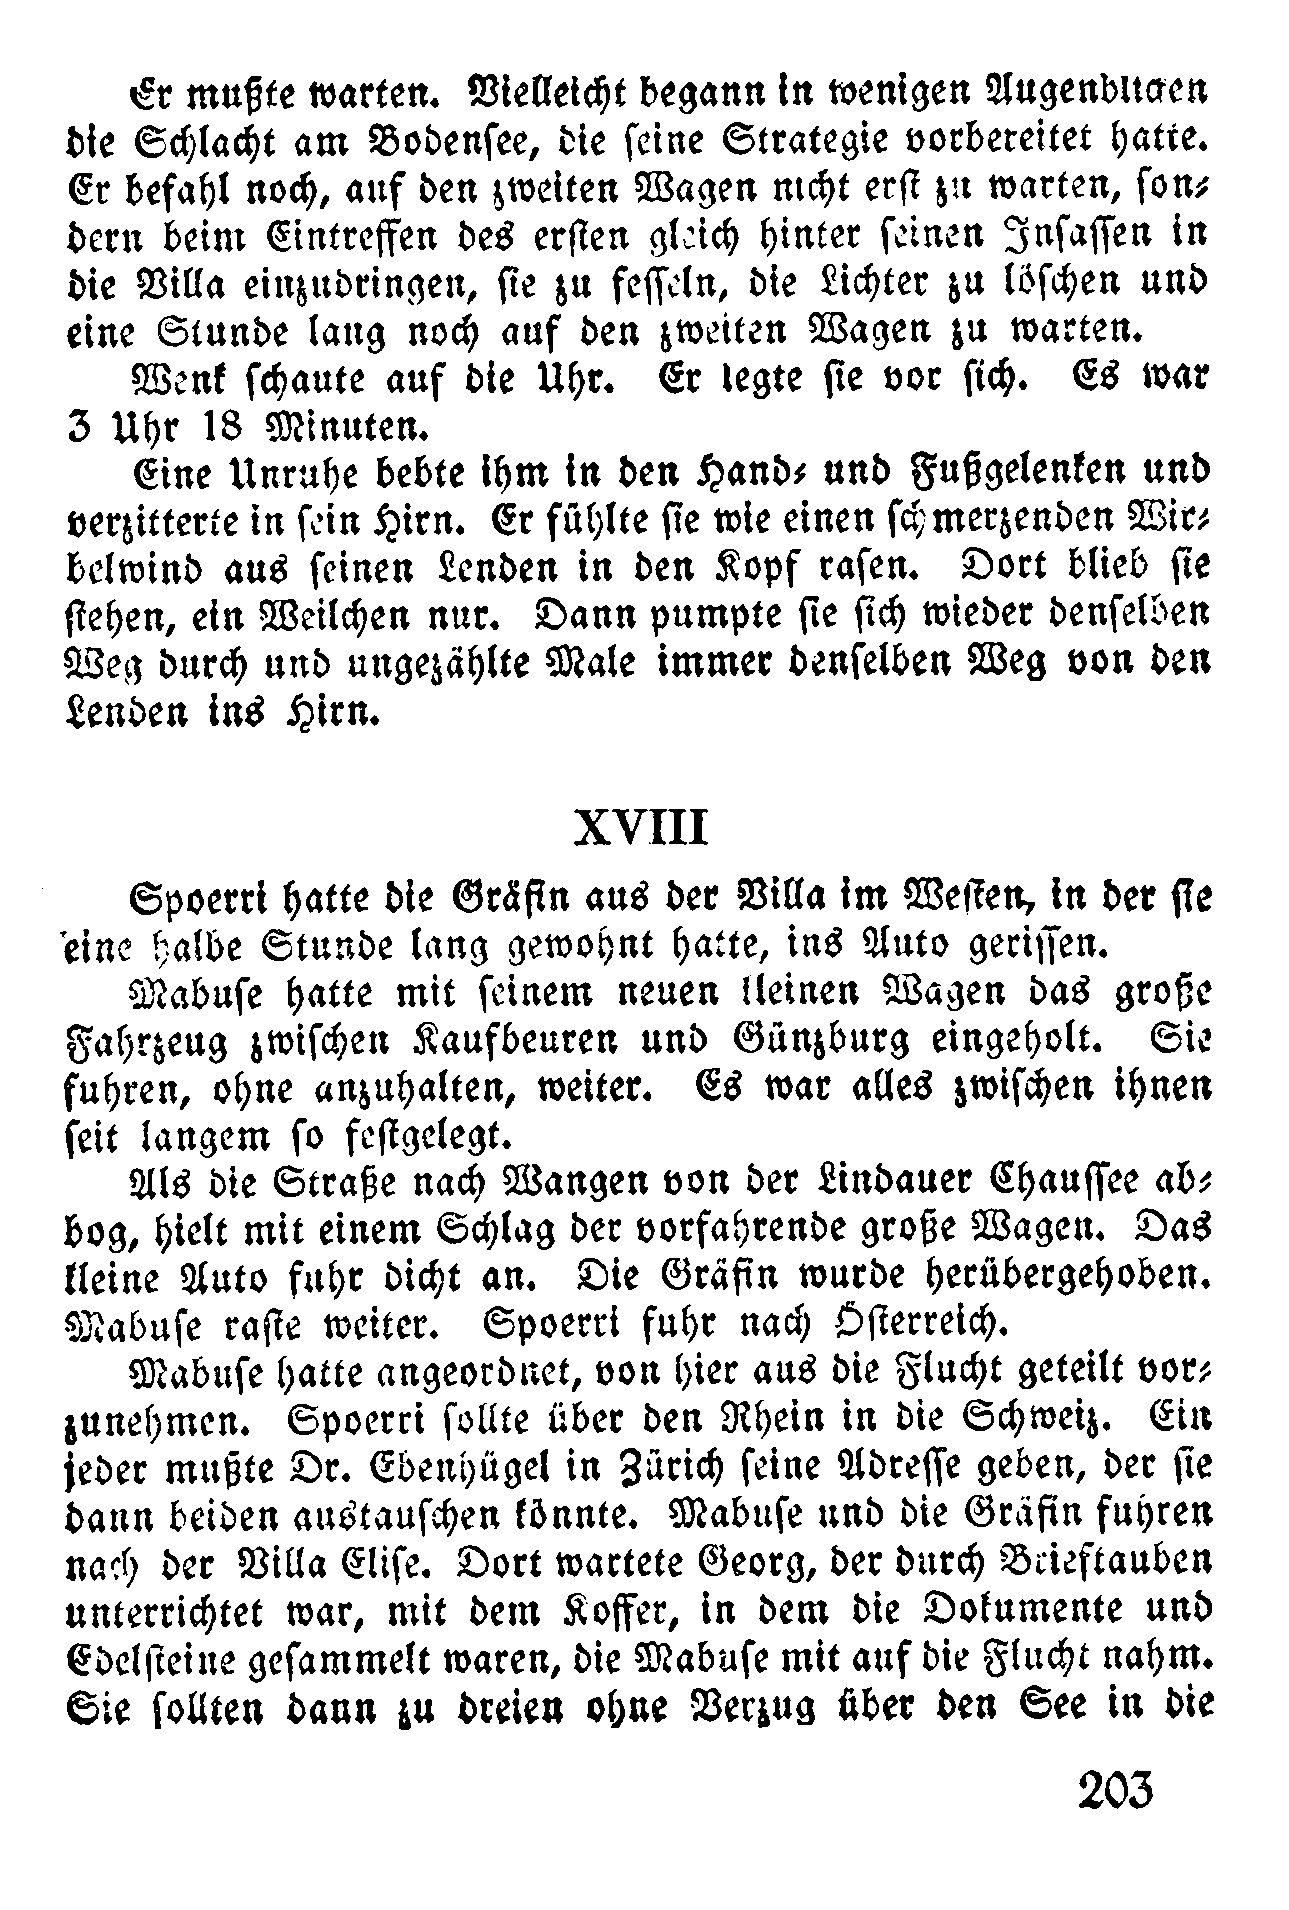 Er mußte warten. Vielleicht begann in wenigen Augenblicken
die Schlacht am Bodensee, die seine Strategie vorbereitet hatte.
Er befahl noch, auf den zweiten Wagen nicht erst zu warten, son-
dern beim Eintreffen des ersten gleich hinter seinen Insassen in
die Villa einzudringen, sie zu fesseln, die Lichter zu löschen und
eine Stunde lang noch auf den zweiten Wagen zu warten.
Wenk schaute auf die Uhr. Er legte sie vor sich. Es war
3 Uhr 18 Minuten.
Eine Unruhe bebte ihm in den Hand- und Fußgelenken und
verzitterte in sein Hirn. Er fühlte sie wie einen schmerzenden Wir-
belwind aus seinen Lenden in den Kopf rasen. Dort blieb sie
stehen, ein Weilchen nur. Dann pumpte sie sich wieder denselben
Weg durch und ungezählte Male immer denselben Weg von den
Lenden ins Hirn.
XVIII
Spoerri hatte die Gräfin aus der Villa im Westen, in der sie
eine halbe Stunde lang gewohnt hatte, ins Auto gerissen.
Mabuse hatte mit seinem neuen kleinen Wagen das große
Fahrzeug zwischen Kaufbeuren und Günzburg eingeholt. Sie
fuhren, ohne anzuhalten, weiter. Es war alles zwischen ihnen
seit langem so festgelegt.
Als die Straße nach Wangen von der Lindauer Chaussee ab-
bog, hielt mit einem Schlag der vorfahrende große Wagen. Das
kleine Auto fuhr dicht an. Die Gräfin wurde herübergehoben.
Mabuse raste weiter. Spoerri fuhr nach Österreich.
Mabuse hatte angeordnet, von hier aus die Flucht geteilt vor-
zunehmen. Spoerri sollte über den Rhein in die Schweiz. Ein
jeder mußte Dr. Ebenhügel in Zürich seine Adresse geben, der sie
dann beiden austauschen könnte. Mabuse und die Gräfin fuhren
nach der Villa Elise. Dort wartete Georg, der durch Brieftauben
unterrichtet war, mit dem Koffer, in dem die Dokumente und
Edelsteine gesammelt waren, die Mabuse mit auf die Flucht nahm.
Sie sollten dann zu dreien ohne Verzug über den See in die
203